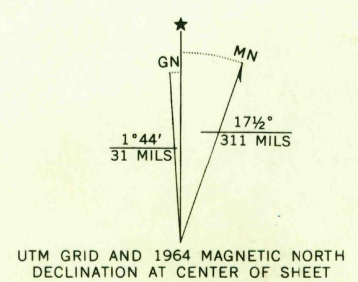 ★
GN
MN
1°44′
31 MILS
17½°
311 MILS
UTM GRID AND 1964 MAGNETIC NORTH
DECLINATION AT CENTER OF SHEET